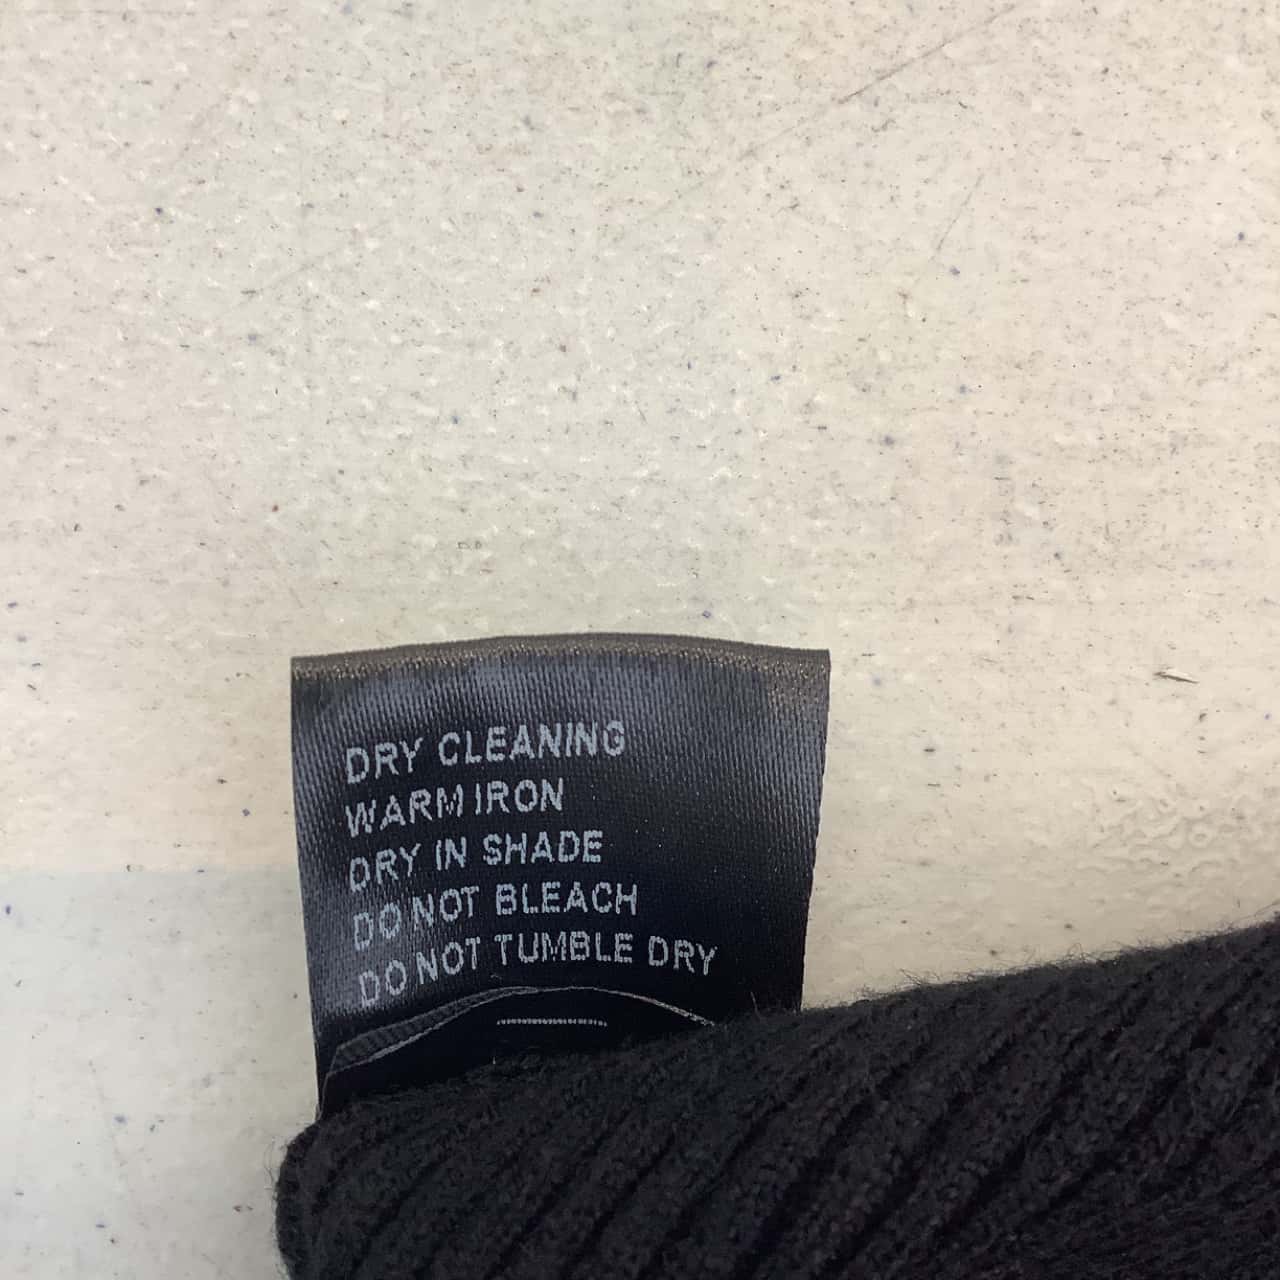 DRY CLEANING
WARM IRON
DRY IN SHADE
DO NOT BLEACH
DO NOT TUMBLE DRY